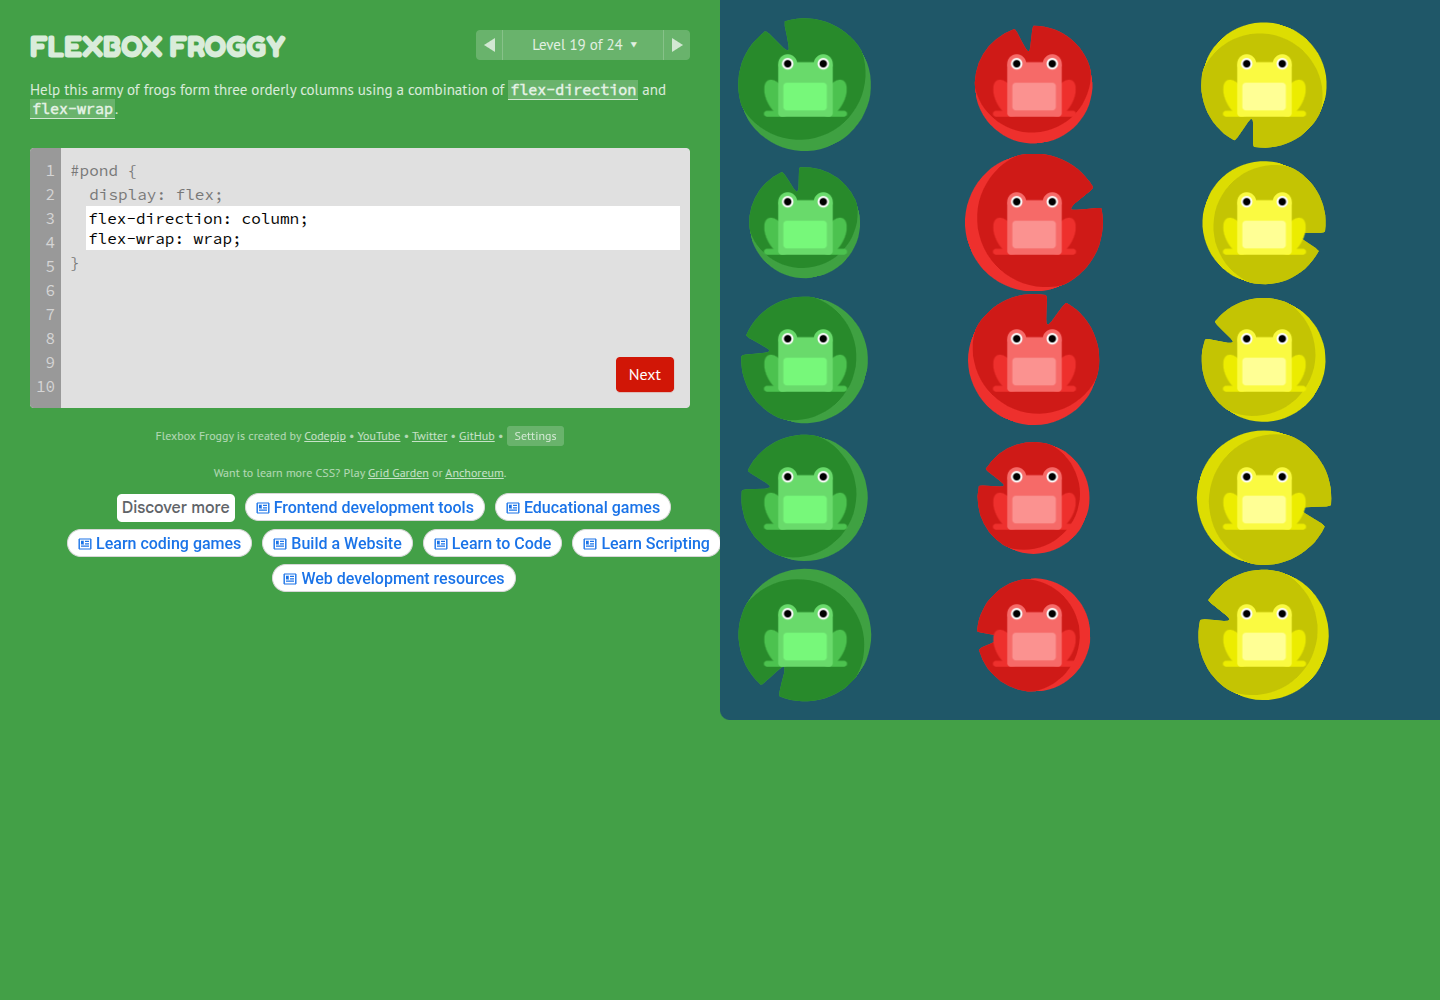 FLEXBOX FROGGY
Level 19 of 24 ▼
Help this army of frogs form three orderly columns using a combination of flex-direction and
flex-wrap.
1 #pond {
2 display: flex;
3 flex-direction: column;
4 flex-wrap: wrap;
5 }
6
7
8
9
10
Next
Flexbox Froggy is created by Codepip • YouTube • Twitter • GitHub • Settings
Want to learn more CSS? Play Grid Garden or Anchoreum.
Discover more Frontend development tools Educational games
Learn coding games Build a Website Learn to Code Learn Scripting
Web development resources